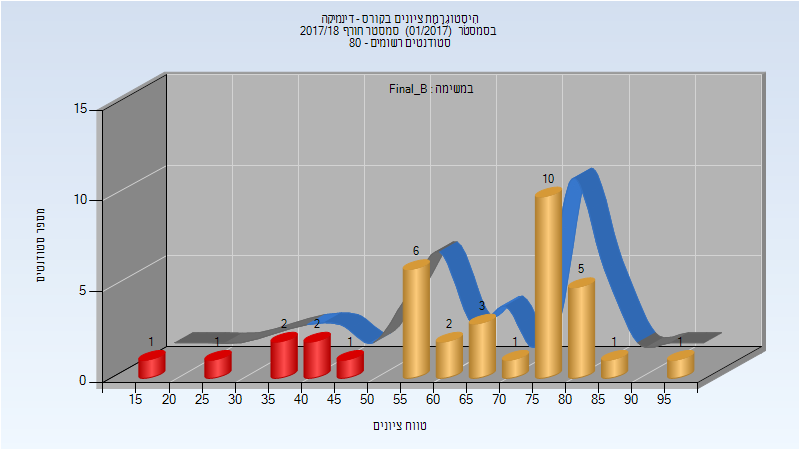 היסטוגרמת ציונים בקורס - דינמיקה
בסמסטר (01/2017) סמסטר חורף 2017/18
סטודנטים רשומים - 80
במשימה : Final_B
מספר סטודנטים
15
10
5
0
1
1
2
2
1
6
2
3
1
10
5
1
1
15 20 25 30 35 40 45 50 55 60 65 70 75 80 85 90 95
טווח ציונים